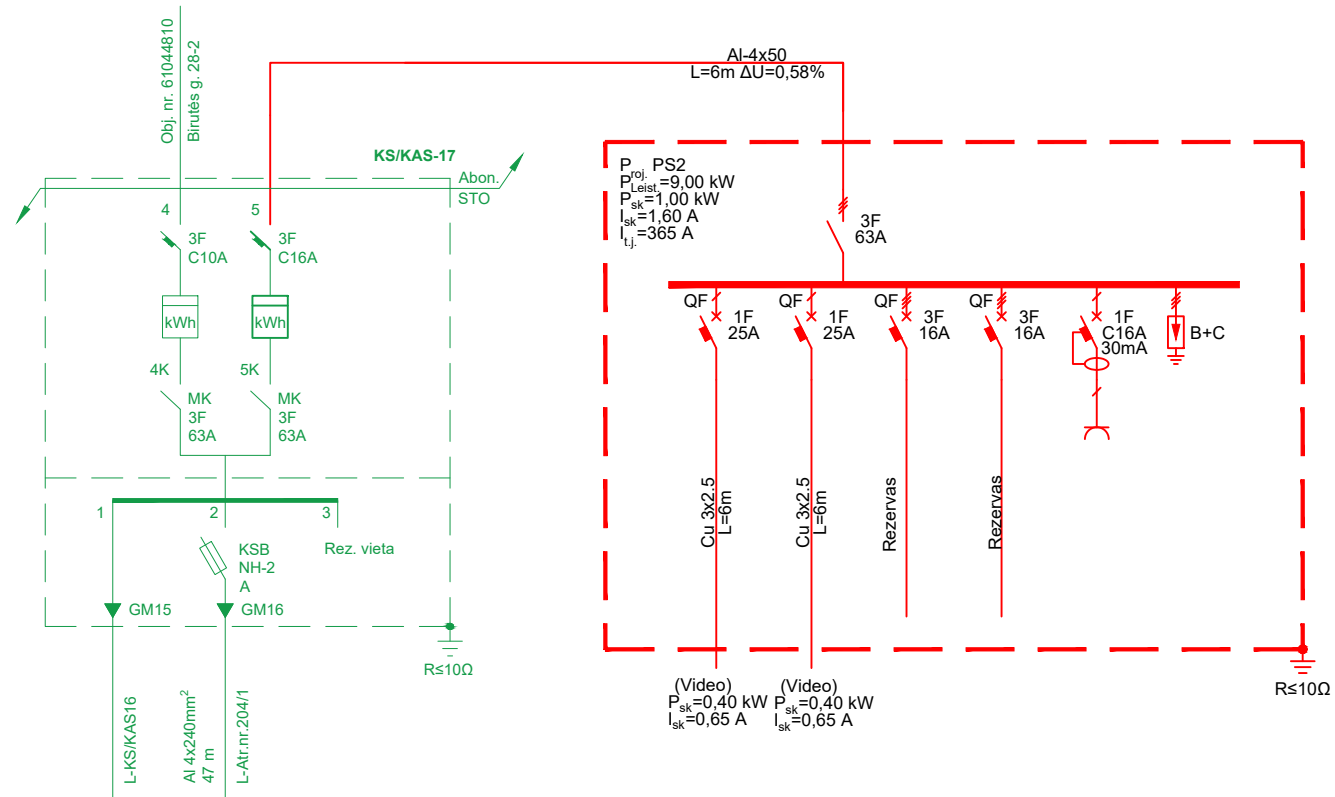 Obj. nr. 61044810
Birutės g. 28-2
KS/KAS-17
Abon.
STO
4
5
3F
C10A
3F
C16A
kWh
kWh
4K
5K
MK
3F
63A
MK
3F
63A
1
2
3
KSB
NH-2
A
Rez. vieta
GM15
GM16
R≤10Ω
L-KS/KAS16
Al 4x240mm²
47 m
L-Atr.nr.204/1
Al-4x50
L=6m ΔU=0,58%
Proj. PS2
PLeist.=9,00 kW
Psk=1,00 kW
Isk=1,60 A
It.j.=365 A
3F
63A
QF
1F
25A
QF
1F
25A
QF
3F
16A
QF
3F
16A
1F
C16A
30mA
B+C
Cu 3x2.5
L=6m
Cu 3x2.5
L=6m
Rezervas
Rezervas
(Video)
Psk=0,40 kW
Isk=0,65 A
(Video)
Psk=0,40 kW
Isk=0,65 A
R≤10Ω